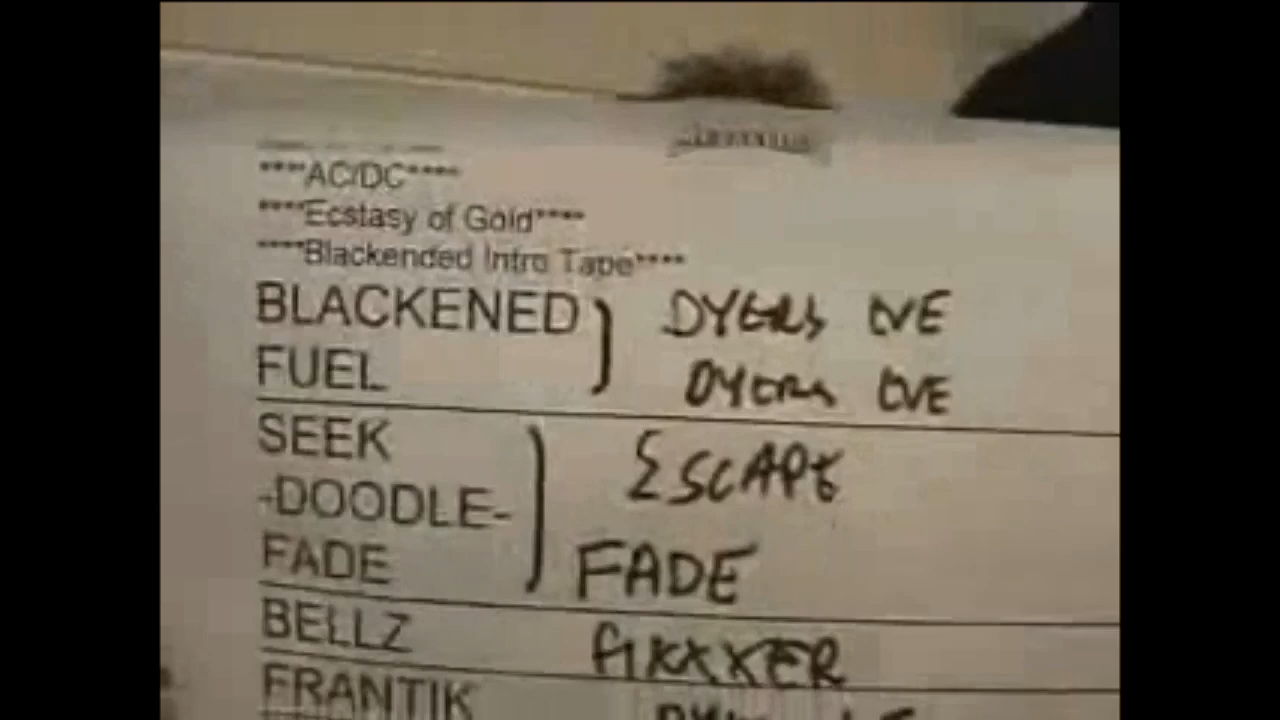 ****AC/DC****
****Ecstasy of Gold****
****Blackended Intro Tape****
BLACKENED } DYERS EVE
FUEL DYERS EVE
SEEK } ESCAPE
-DOODLE-
FADE FADE
BELLZ fIXXXER
FRANTIK